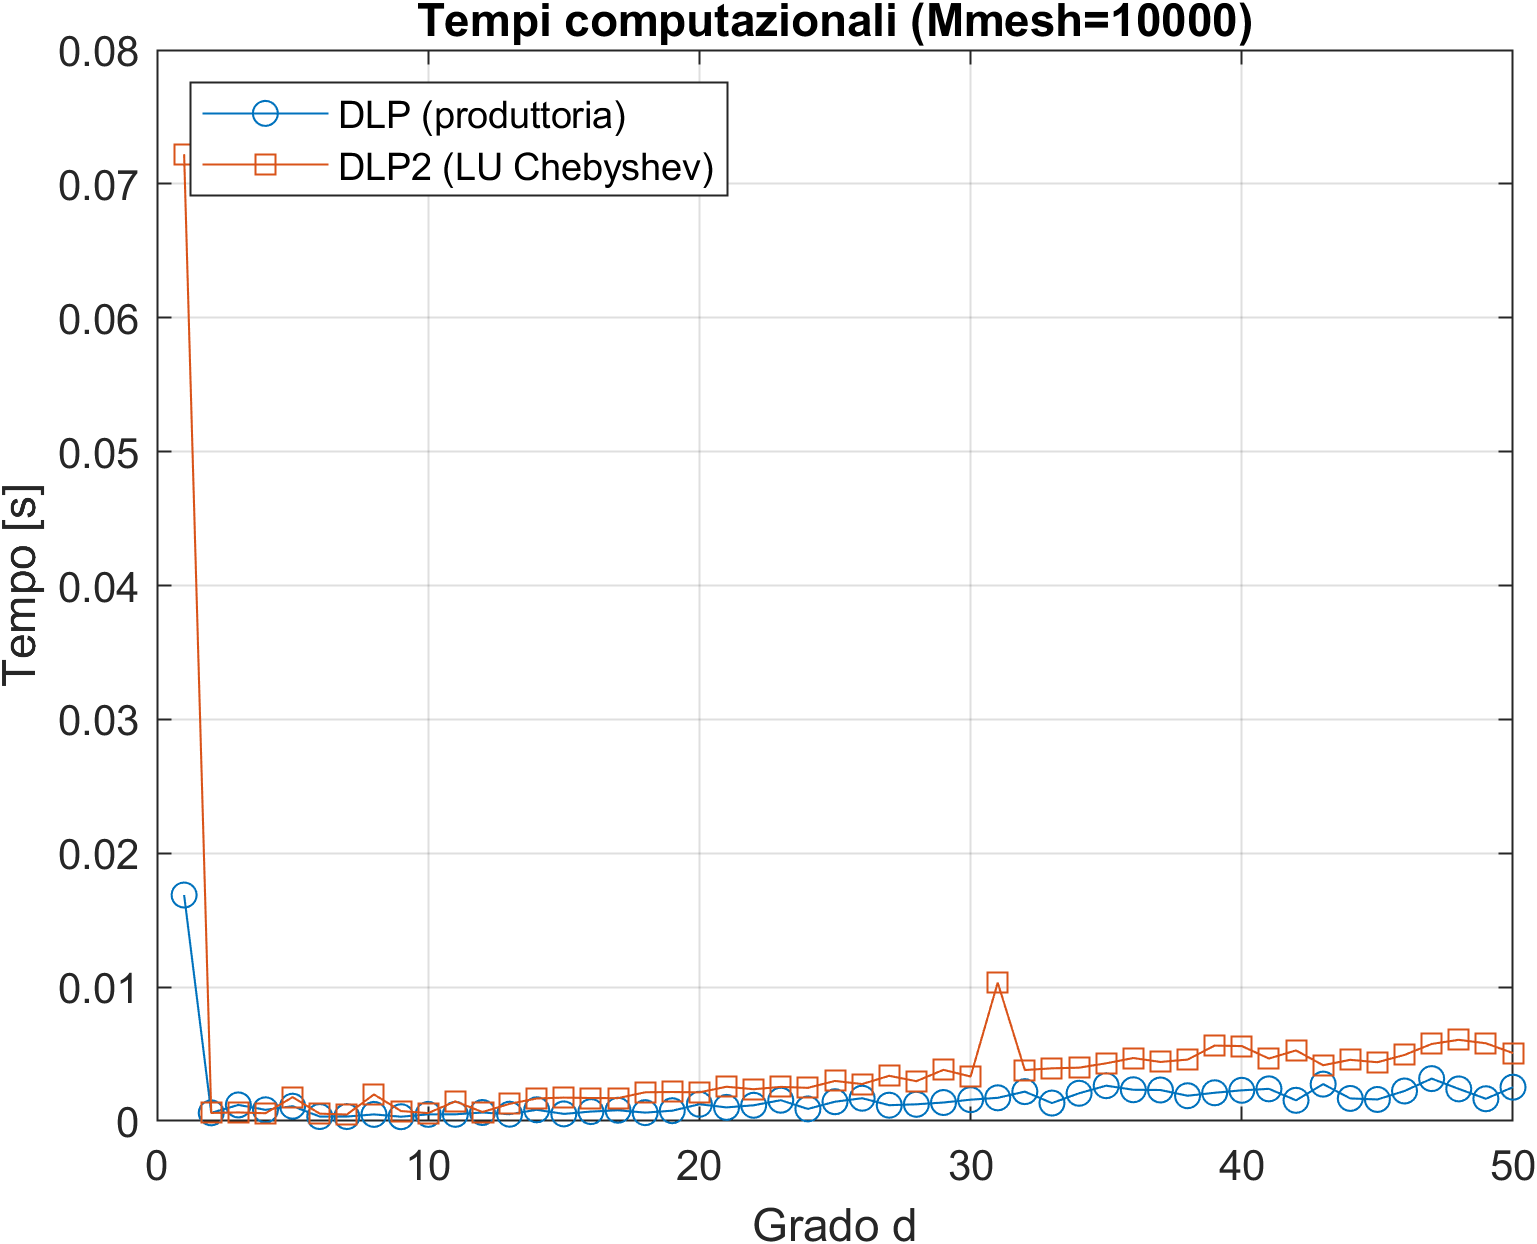 Tempi computazionali (Mmesh=10000)
0.08
0.07
0.06
0.05
0.04
0.03
0.02
0.01
0
Tempo [s]
DLP (produttoria)
DLP2 (LU Chebyshev)
0 10 20 30 40 50
Grado d